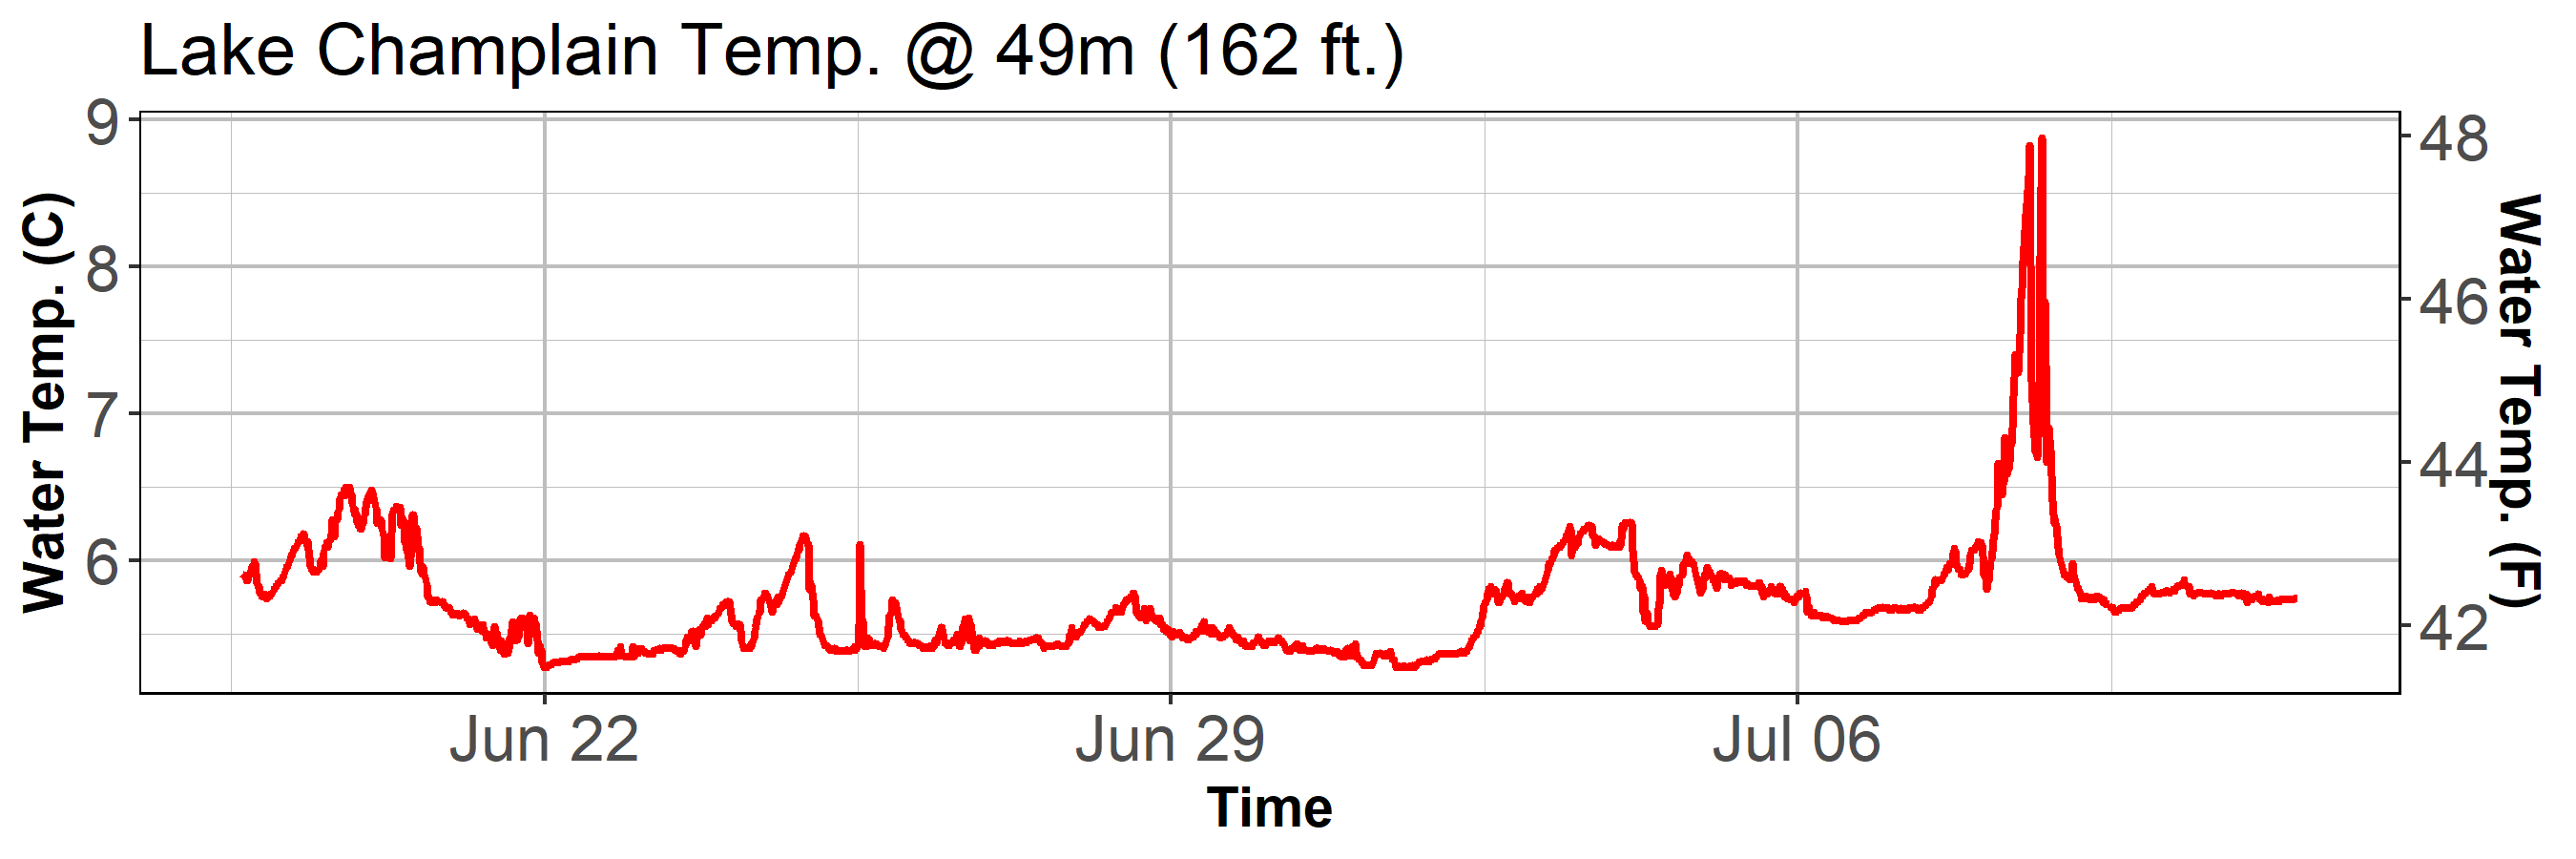 Lake Champlain Temp. @ 49m (162 ft.)
Water Temp. (C)
9
8
7
6
48
46
44
42
Water Temp. (F)
Jun 22 Jun 29 Jul 06
Time